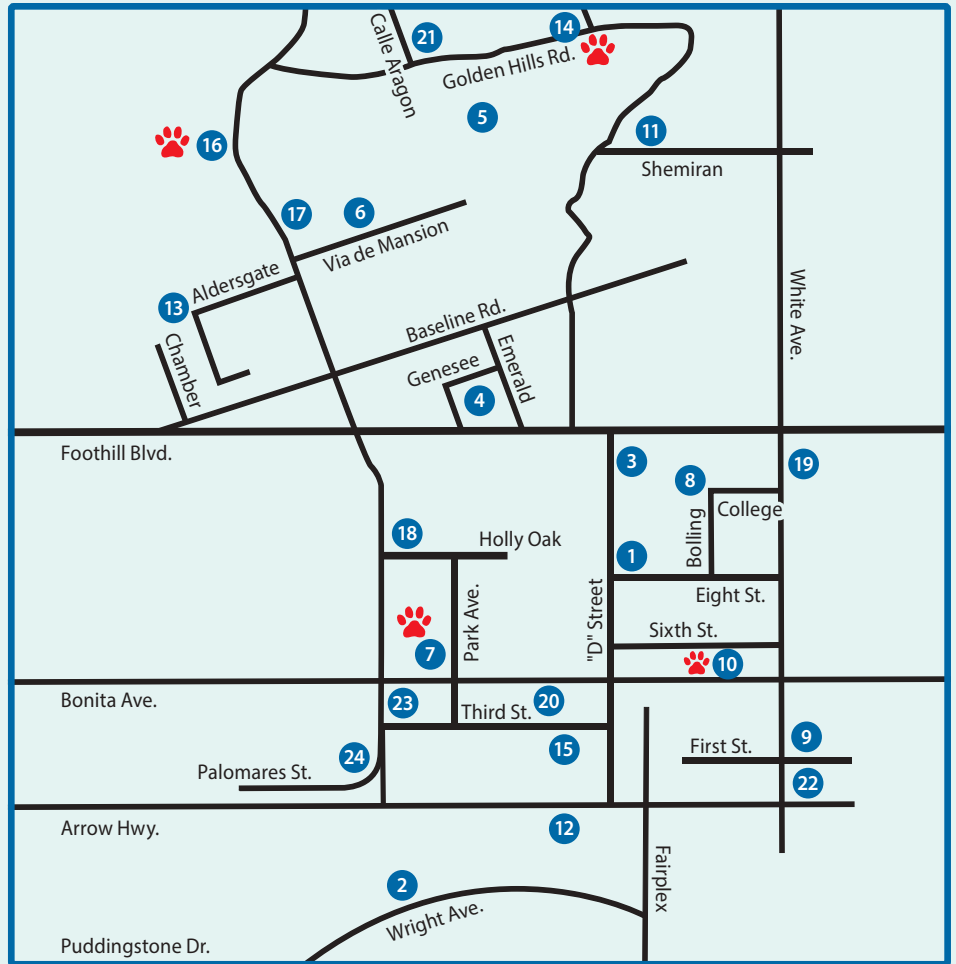 Calle Aragon
21
14
Golden Hills Rd.
5
11
16
Shemiran
17
6
Via de Mansion
Aldersgate
13
White Ave.
Baseline Rd.
Chamber
Genesee
Emerald
4
Foothill Blvd.
3
19
8
College
Bolling
18
Holly Oak
1
Eight St.
Park Ave.
"D" Street
Sixth St.
7
10
Bonita Ave.
23
20
Third St.
9
First St.
15
24
Palomares St.
22
Arrow Hwy.
12
Fairplex
2
Wright Ave.
Puddingstone Dr.